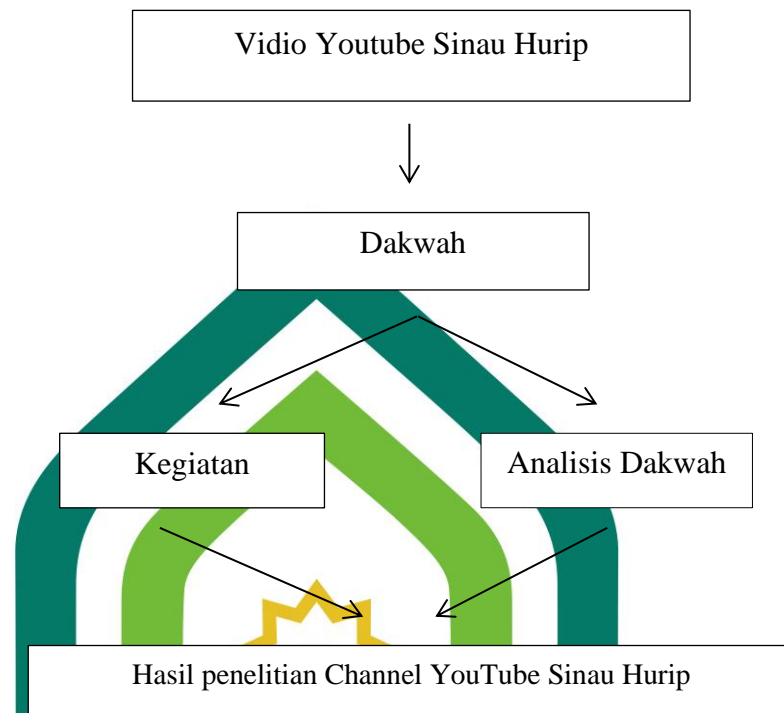 Vidio Youtube Sinau Hurip
Dakwah
Kegiatan
Analisis Dakwah
Hasil penelitian Channel YouTube Sinau Hurip